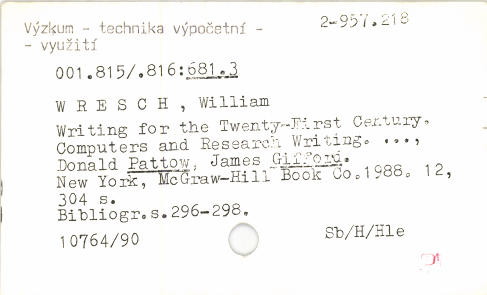 Výzkum - technika výpočetní -
- využití
2-957.218
001.815/.816:681.3
W R E S C H , William
Writing for the Twenty-First Century.
Computers and Research Writing. ...,
Donald Pattow, James Gifford.
New York, McGraw-Hill Book Co.1988. 12,
304 s.
Bibliogr.s.296-298.
10764/90
Sb/H/Hle